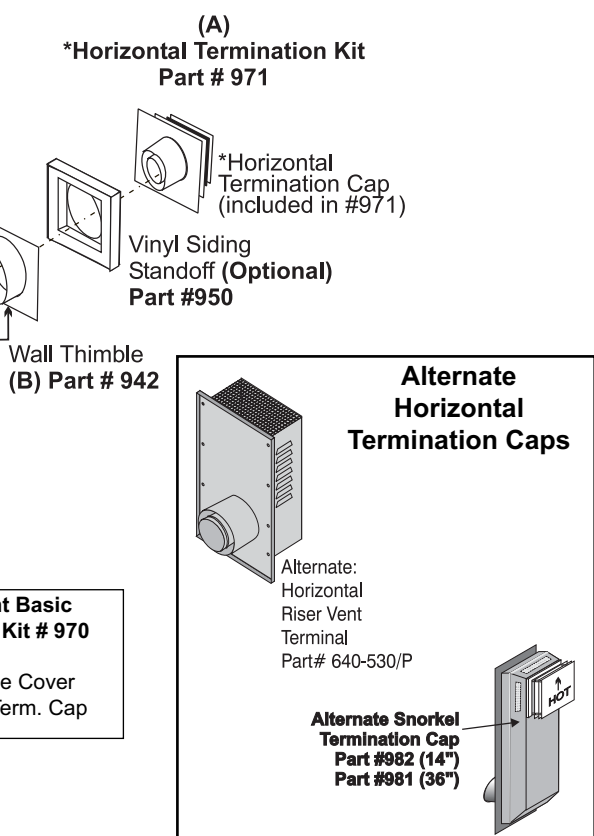 (A)
*Horizontal Termination Kit
Part # 971
*Horizontal
Termination Cap
(included in #971)
Vinyl Siding
Standoff (Optional)
Part #950
Wall Thimble
(B) Part # 942
Alternate
Horizontal
Termination Caps
Alternate:
Horizontal
Riser Vent
Terminal
Part# 640-530/P
HOT
Alternate Snorkel
Termination Cap
Part #982 (14")
Part #981 (36")
Basic
Kit # 970
Cover
Term. Cap